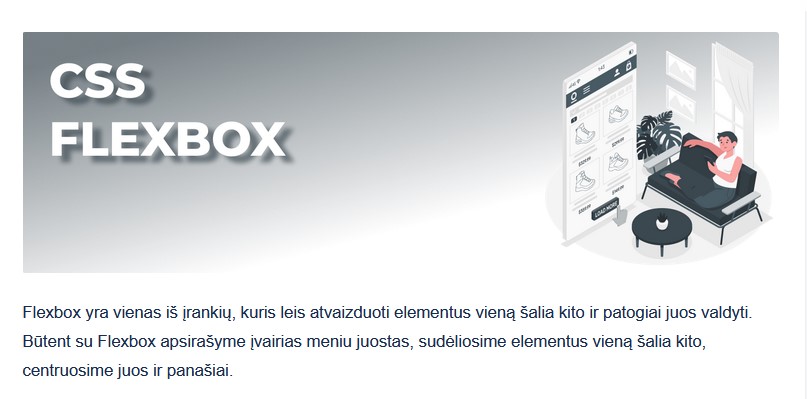 CSS
FLEXBOX
LOAD MORE
Flexbox yra vienas iš įrankių, kuris leis atvaizduoti elementus vieną šalia kito ir patogiai juos valdyti.
Būtent su Flexbox apsirašyme įvairias meniu juostas, sudėliosime elementus vieną šalia kito,
centruosime juos ir panašiai.